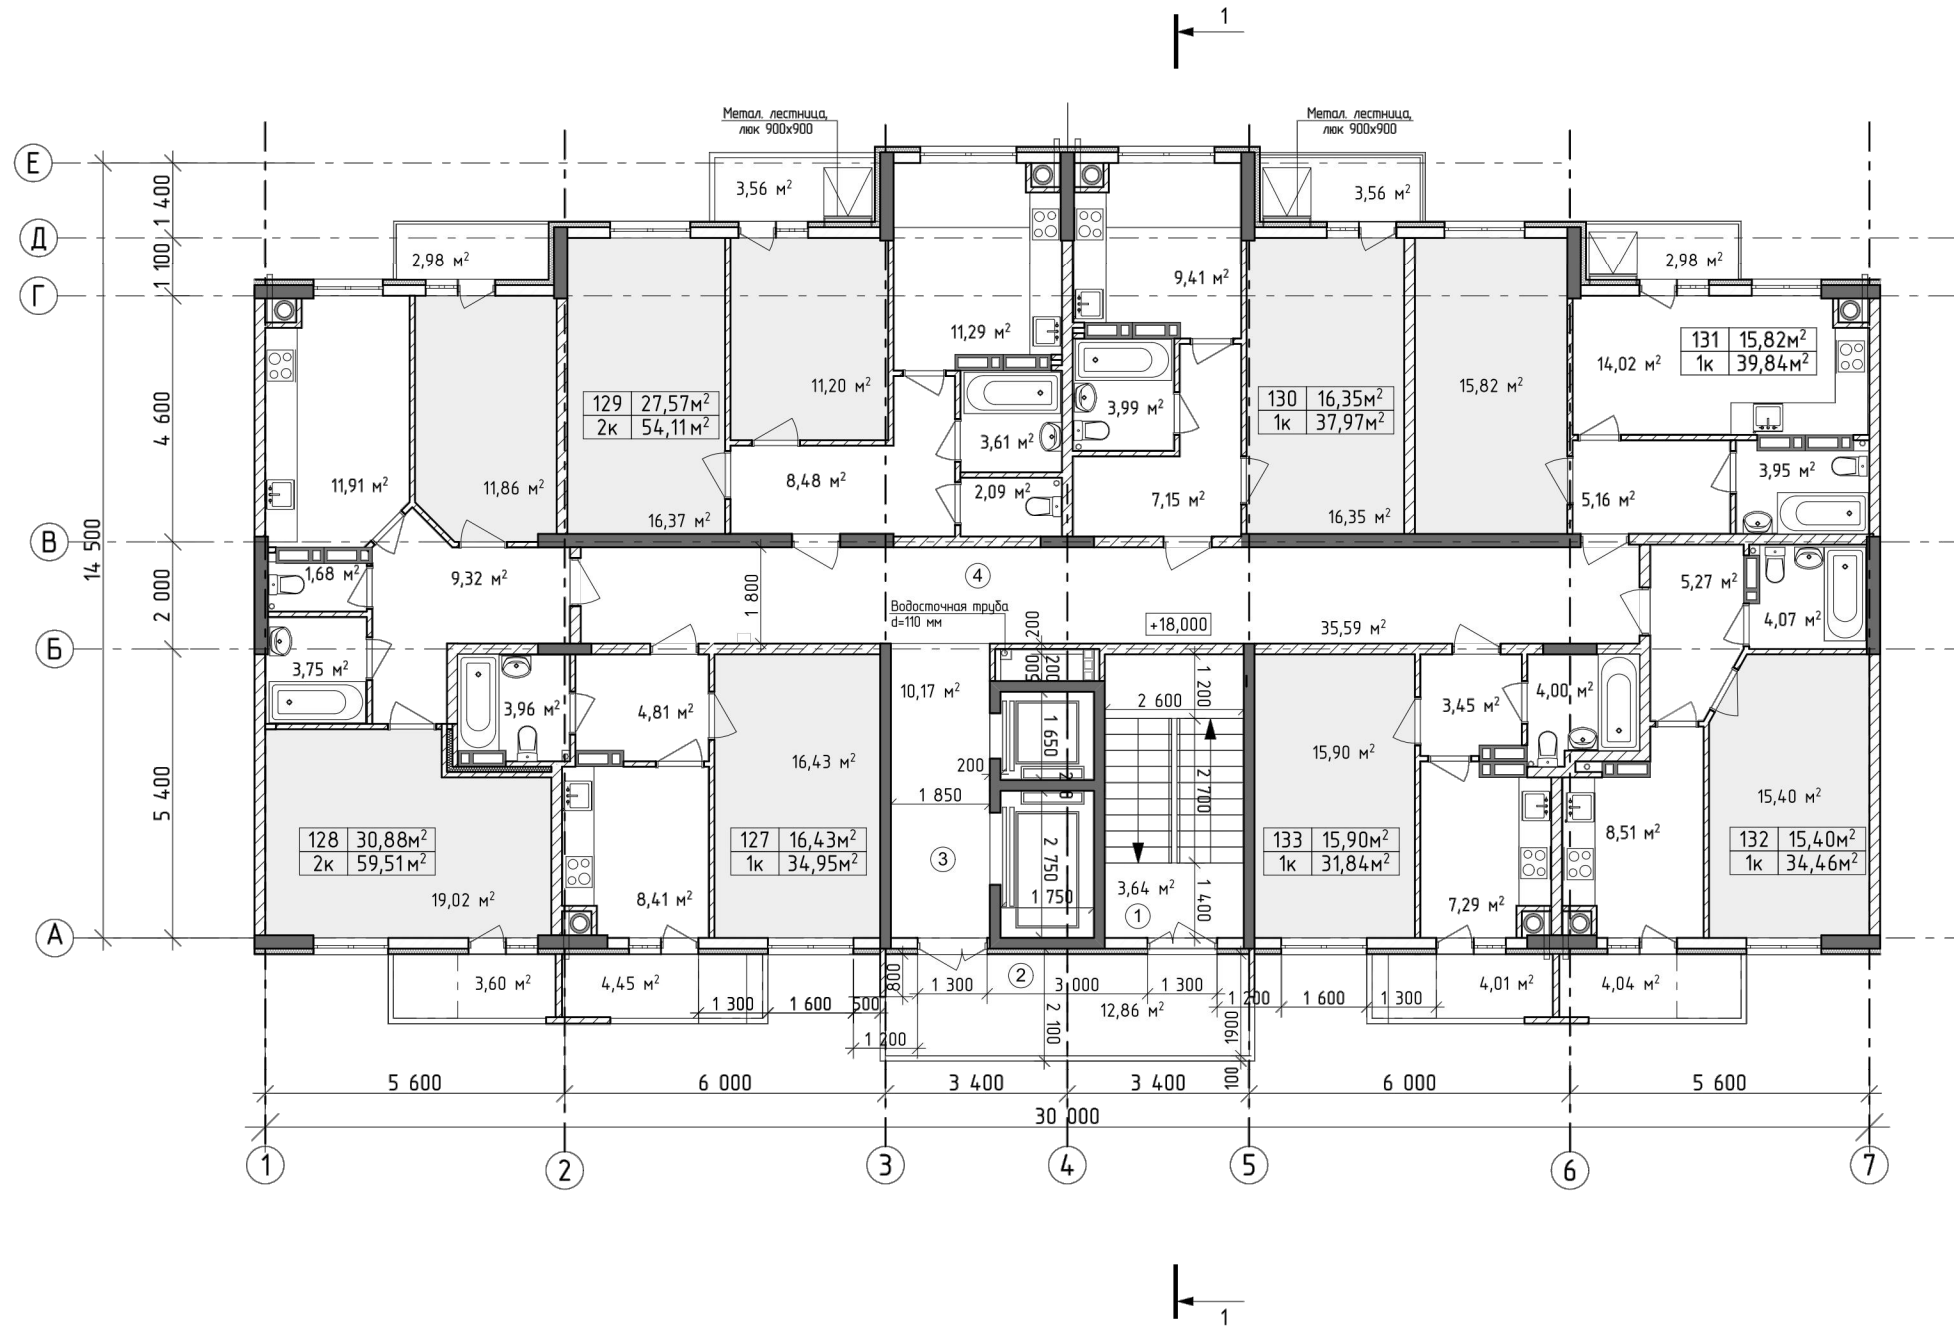 1
Метал. лестница,
люк 900х900
Метал. лестница,
люк 900х900
Е
Д
Г
В
Б
А
1 400
1 100
4 600
2 000
5 400
14 500
3,56 м²
3,56 м²
2,98 м²
2,98 м²
9,41 м²
11,29 м²
11,20 м²
129 27,57м²
2к 54,11м²
130 16,35м²
1к 37,97м²
15,82 м²
14,02 м²
131 15,82м²
1к 39,84м²
3,99 м²
3,61 м²
8,48 м²
2,09 м²
7,15 м²
11,91 м²
11,86 м²
16,37 м²
16,35 м²
5,16 м²
3,95 м²
1,68 м²
9,32 м²
1 800
4
Водосточная труба
d=110 мм
200
+18,000
35,59 м²
5,27 м²
4,07 м²
3,75 м²
3,96 м²
4,81 м²
10,17 м²
500
200
1 200
2 600
3,45 м²
4,00 м²
16,43 м²
1 650
200
2 700
15,90 м²
1 850
15,40 м²
128 30,88м²
2к 59,51м²
127 16,43м²
1к 34,95м²
3
2 750
1 750
133 15,90м²
1к 31,84м²
8,51 м²
132 15,40м²
1к 34,46м²
19,02 м²
8,41 м²
3,64 м²
1
1 400
7,29 м²
3,60 м²
4,45 м²
800
2
1 300
1 600
500
1 300
3 000
1 300
1 200
1 600
1 300
4,01 м²
4,04 м²
12,86 м²
1 200
2 100
1900
100
5 600
6 000
3 400
3 400
6 000
5 600
30 000
1
2
3
4
5
6
7
1